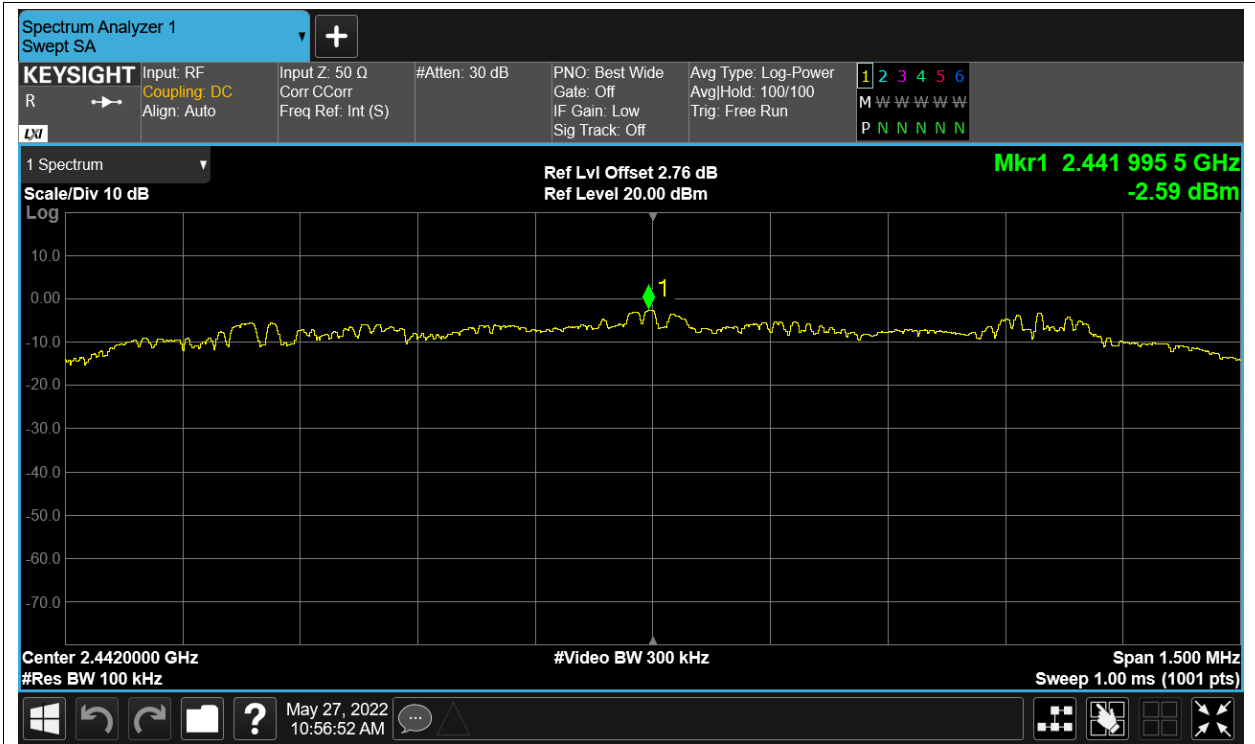 Spectrum Analyzer 1
Swept SA
KEYSIGHT
R
LXI
Input: RF
Coupling: DC
Align: Auto
Input Z: 50 Ω
Corr CCorr
Freq Ref: Int (S)
#Atten: 30 dB
PNO: Best Wide
Gate: Off
IF Gain: Low
Sig Track: Off
Avg Type: Log-Power
Avg|Hold: 100/100
Trig: Free Run
1 2 3 4 5 6
M W W W W W
P N N N N N
1 Spectrum
Scale/Div 10 dB
Log
Ref Lvl Offset 2.76 dB
Ref Level 20.00 dBm
Mkr1 2.441 995 5 GHz
-2.59 dBm
10.0
0.00
-10.0
-20.0
-30.0
-40.0
-50.0
-60.0
-70.0
1
Center 2.4420000 GHz
#Res BW 100 kHz
#Video BW 300 kHz
Span 1.500 MHz
Sweep 1.00 ms (1001 pts)
?
May 27, 2022
10:56:52 AM